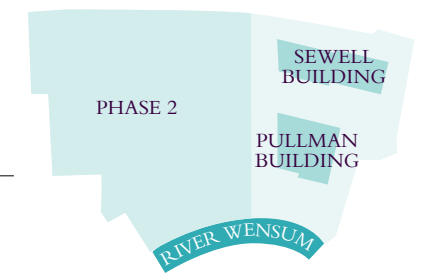 SEWELL
BUILDING
PHASE 2
PULLMAN
BUILDING
RIVER WENSUM